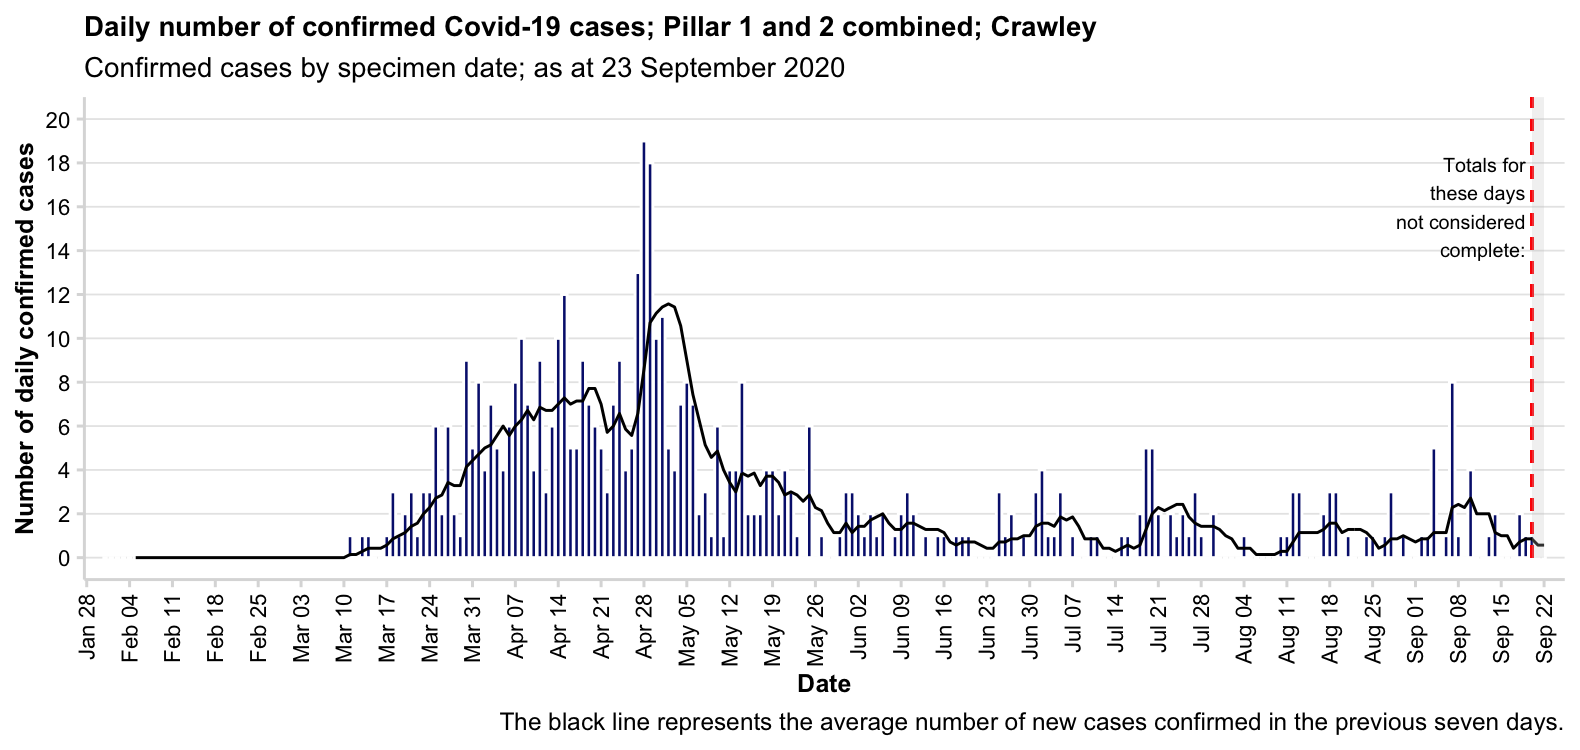 Daily number of confirmed Covid-19 cases; Pillar 1 and 2 combined; Crawley
Confirmed cases by specimen date; as at 23 September 2020
Number of daily confirmed cases
20
18
16
14
12
10
8
6
4
2
0
Totals for
these days
not considered
complete:
Jan 28
Feb 04
Feb 11
Feb 18
Feb 25
Mar 03
Mar 10
Mar 17
Mar 24
Mar 31
Apr 07
Apr 14
Apr 21
Apr 28
May 05
May 12
May 19
May 26
Jun 02
Jun 09
Jun 16
Jun 23
Jun 30
Jul 07
Jul 14
Jul 21
Jul 28
Aug 04
Aug 11
Aug 18
Aug 25
Sep 01
Sep 08
Sep 15
Sep 22
Date
The black line represents the average number of new cases confirmed in the previous seven days.